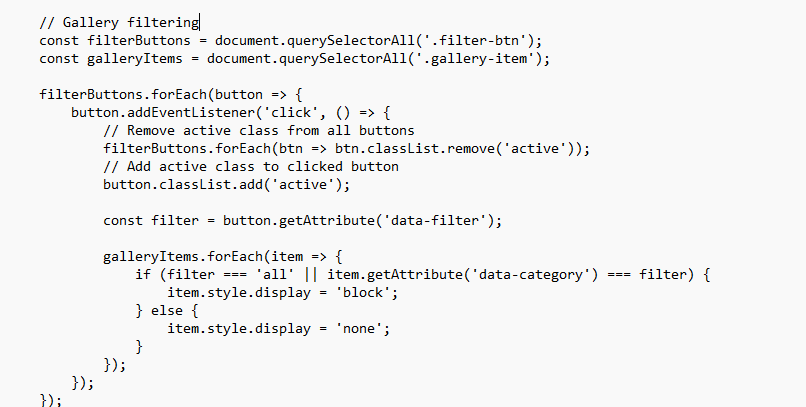 // Gallery filtering
const filterButtons = document.querySelectorAll('.filter-btn');
const galleryItems = document.querySelectorAll('.gallery-item');
filterButtons.forEach(button => {
button.addEventListener('click', () => {
// Remove active class from all buttons
filterButtons.forEach(btn => btn.classList.remove('active'));
// Add active class to clicked button
button.classList.add('active');
const filter = button.getAttribute('data-filter');
galleryItems.forEach(item => {
if (filter === 'all' || item.getAttribute('data-category') === filter) {
item.style.display = 'block';
} else {
item.style.display = 'none';
}
});
});
});